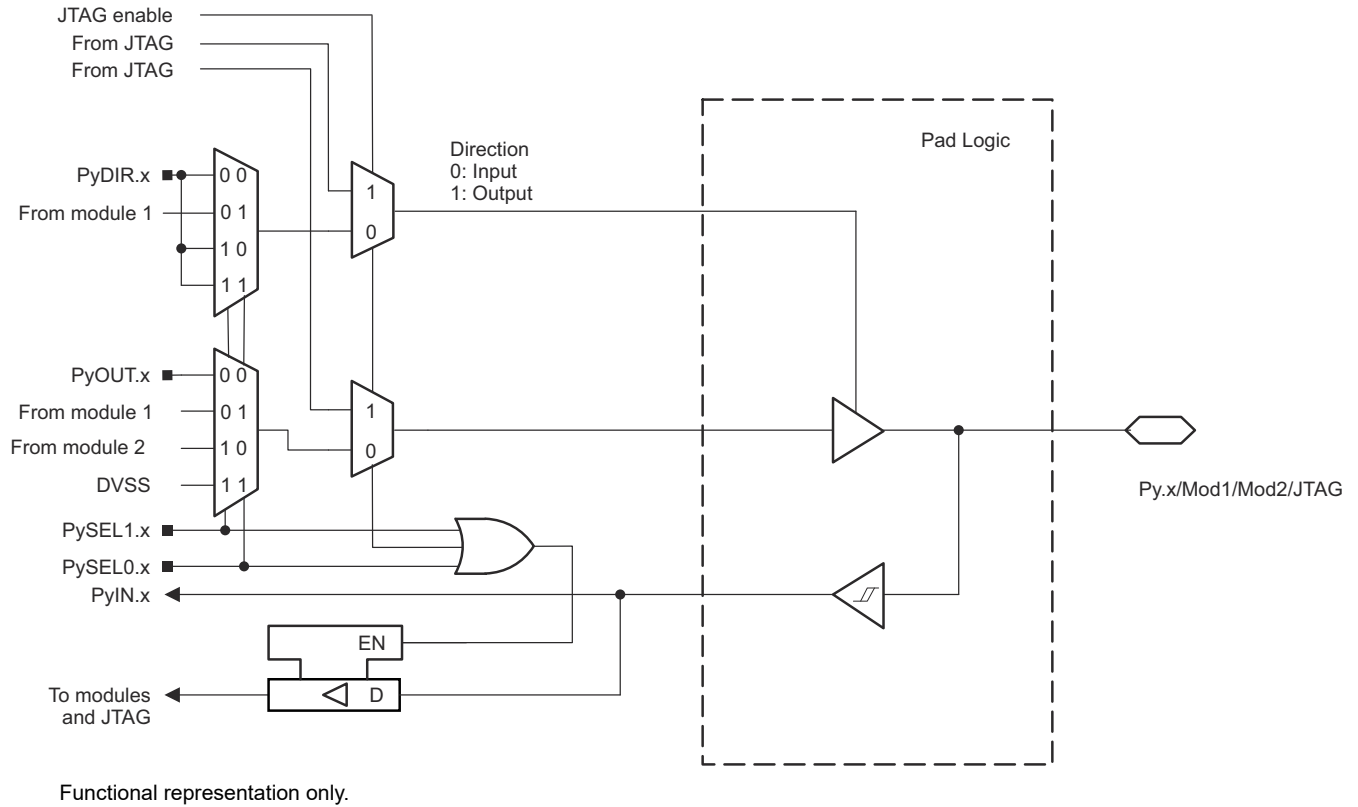 JTAG enable
From JTAG
From JTAG
Direction
0: Input
1: Output
Pad Logic
PyDIR.x
0 0
From module 1
0 1
1 0
1 1
1
0
PyOUT.x
0 0
From module 1
0 1
From module 2
1 0
DVSS
1 1
1
0
PySEL1.x
PySEL0.x
PyIN.x
EN
D
To modules
and JTAG
Py.x/Mod1/Mod2/JTAG
Functional representation only.